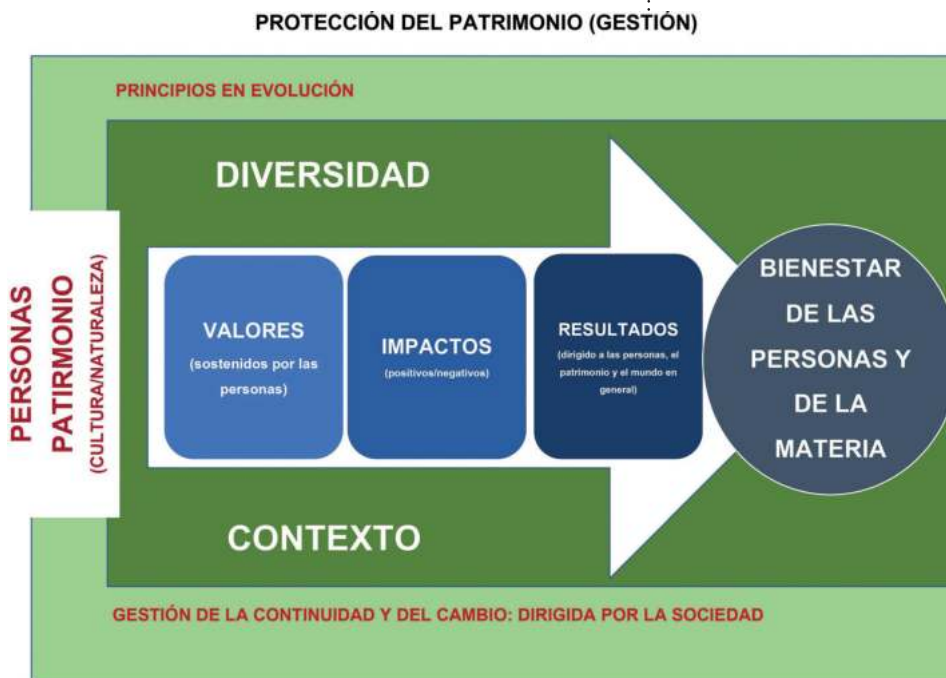 PROTECCIÓN DEL PATRIMONIO (GESTIÓN)
PRINCIPIOS EN EVOLUCIÓN
DIVERSIDAD
PERSONAS
PATIRMONIO
(CULTURA/NATURALEZA)
VALORES
(sostenidos por las
personas)
IMPACTOS
(positivos/negativos)
RESULTADOS
(dirigido a las personas, el
patrimonio y el mundo en
general)
BIENESTAR
DE LAS
PERSONAS Y
DE LA
MATERIA
CONTEXTO
GESTIÓN DE LA CONTINUIDAD Y DEL CAMBIO: DIRIGIDA POR LA SOCIEDAD